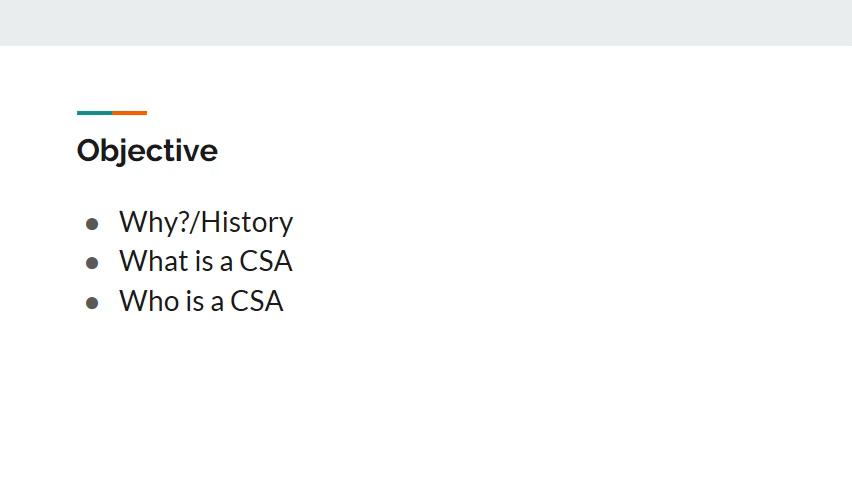 Objective
● Why?/History
● What is a CSA
● Who is a CSA